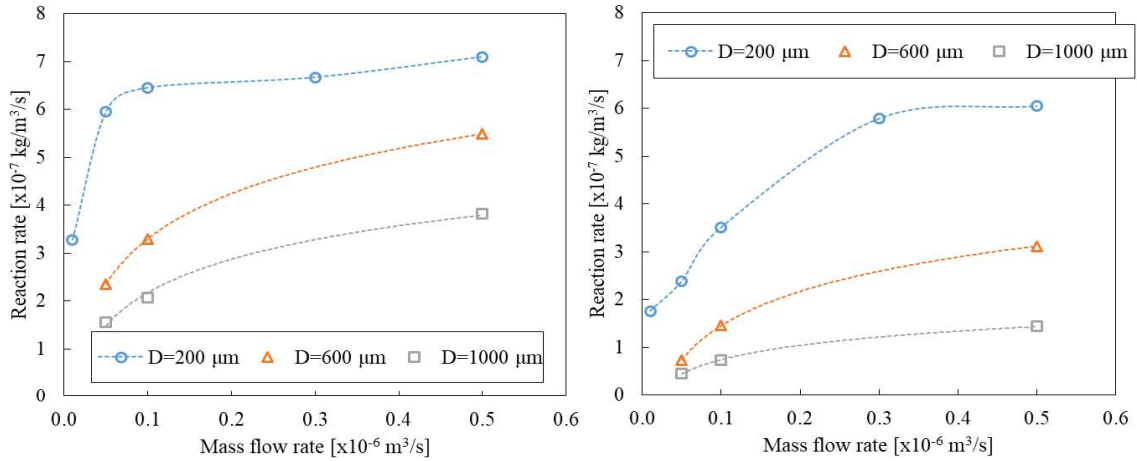 Reaction rate [x10⁻⁷ kg/m³/s]
8
7
6
5
4
3
2
1
0
D=200 μm D=600 μm D=1000 μm
0.0 0.1 0.2 0.3 0.4 0.5 0.6
Mass flow rate [x10⁻⁶ m³/s]
Reaction rate [x10⁻⁷ kg/m³/s]
8
7
6
5
4
3
2
1
0
D=200 μm D=600 μm D=1000 μm
0.0 0.1 0.2 0.3 0.4 0.5 0.6
Mass flow rate [x10⁻⁶ m³/s]